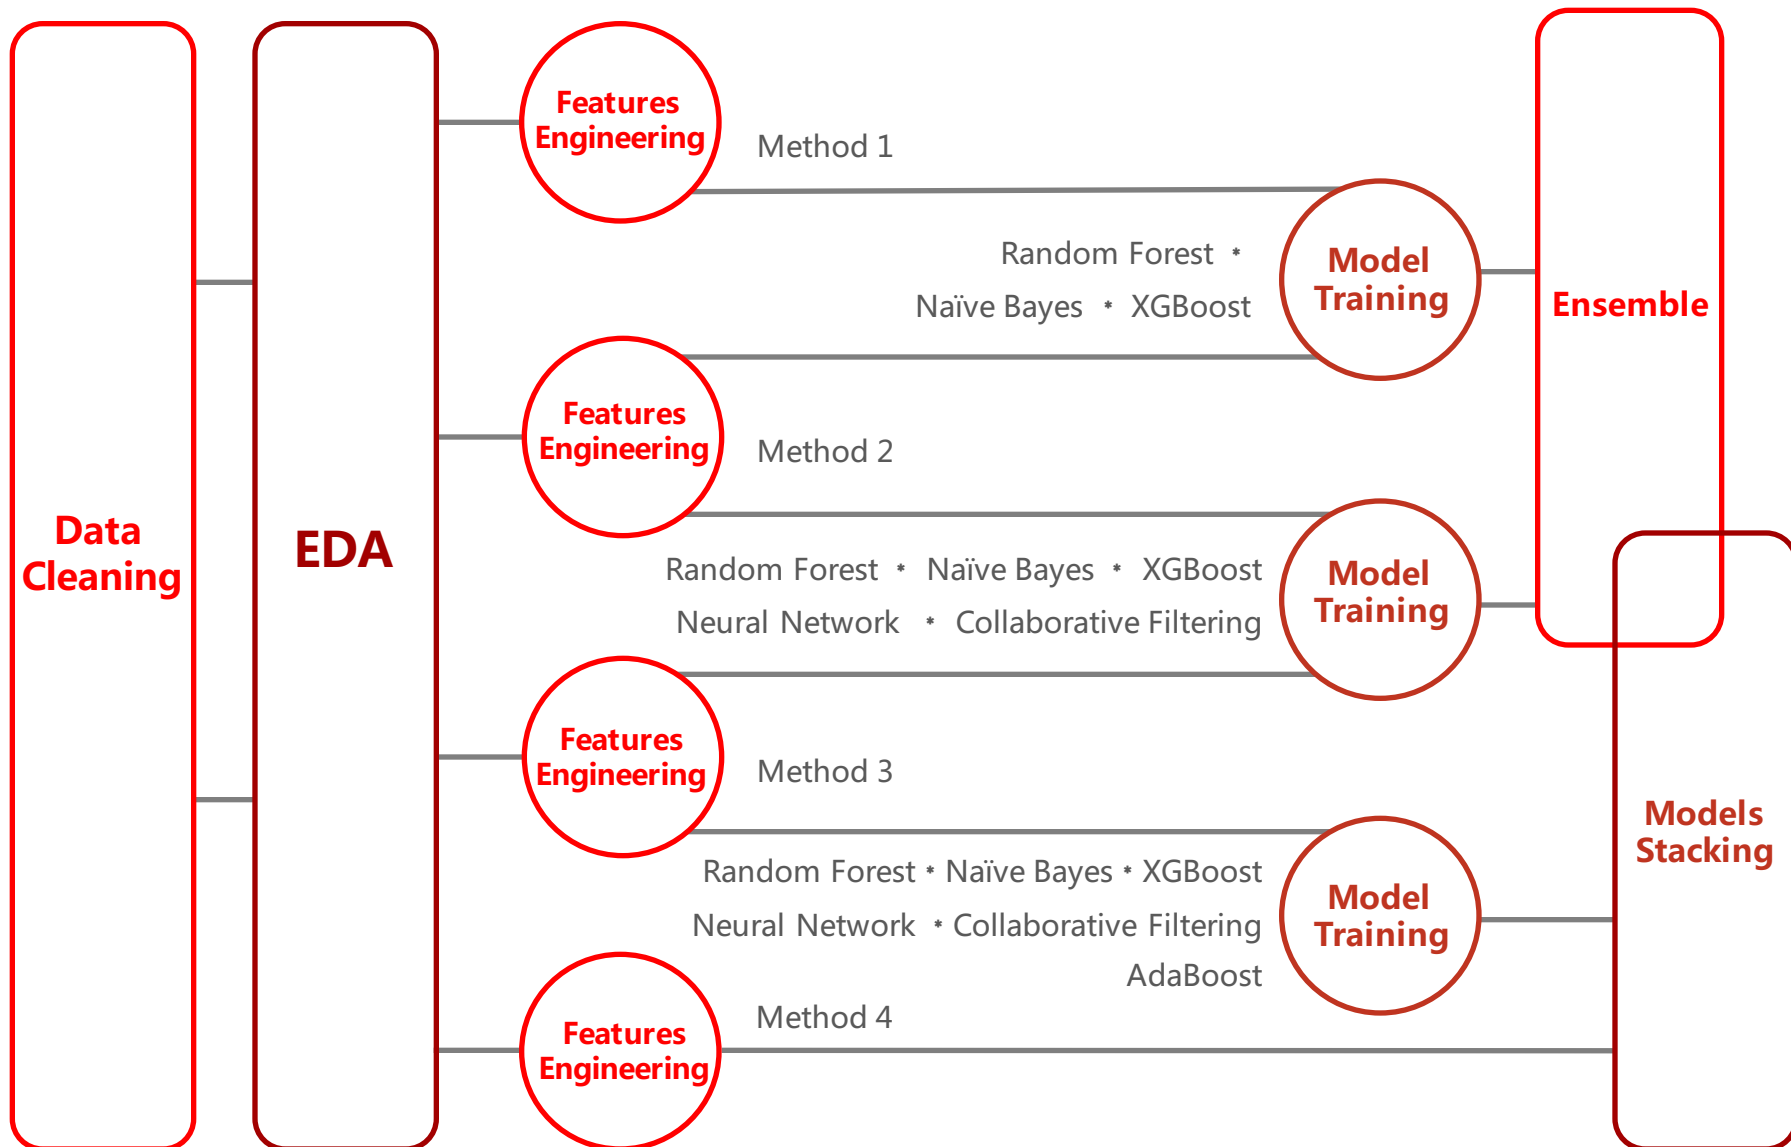 Data
Cleaning
EDA
Features
Engineering
Method 1
Random Forest *
Naïve Bayes * XGBoost
Model
Training
Ensemble
Features
Engineering
Method 2
Random Forest * Naïve Bayes * XGBoost
Neural Network * Collaborative Filtering
Model
Training
Features
Engineering
Method 3
Random Forest * Naïve Bayes * XGBoost
Neural Network * Collaborative Filtering
AdaBoost
Model
Training
Models
Stacking
Features
Engineering
Method 4